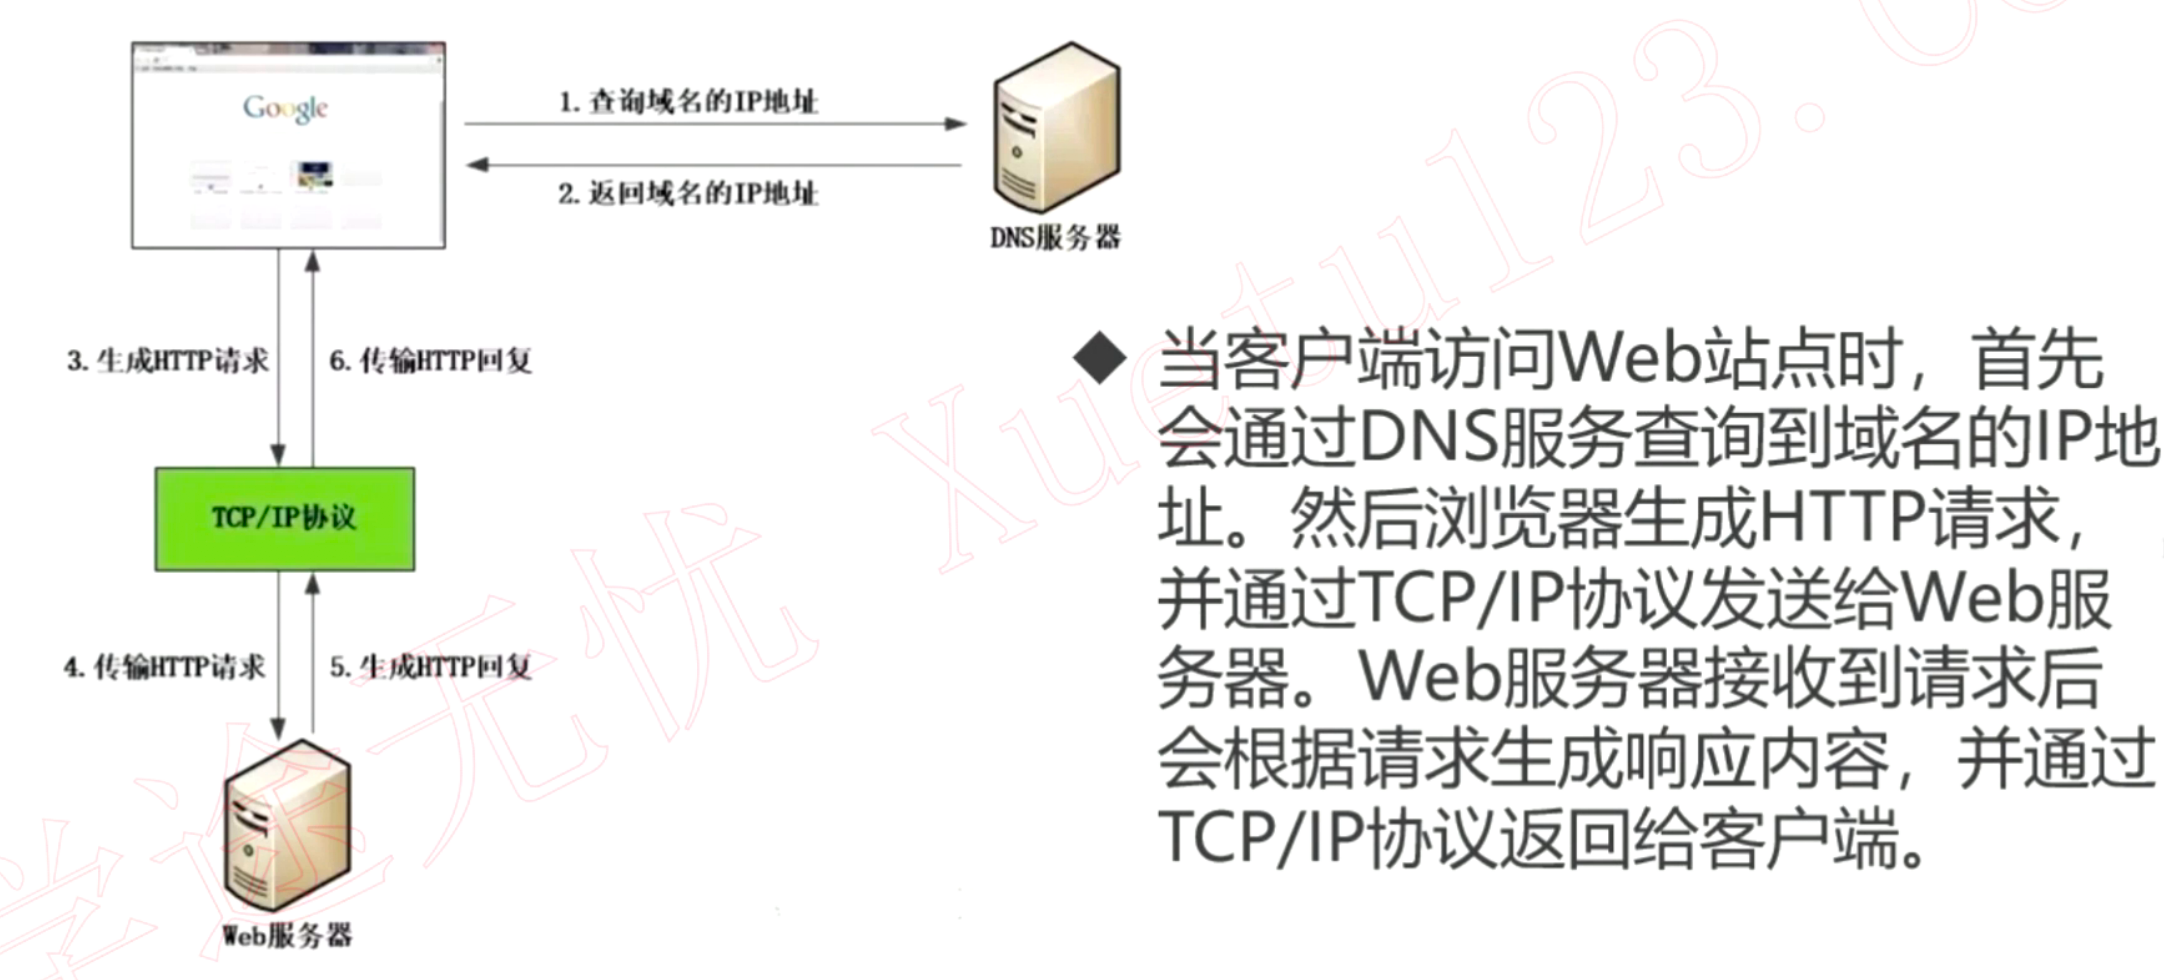 Google
1.查询域名的IP地址
2.返回域名的IP地址
DNS服务器
3.生成HTTP请求
6.传输HTTP回复
TCP/IP协议
4.传输HTTP请求
5.生成HTTP回复
Web服务器
◆ 当客户端访问Web站点时，首先
会通过DNS服务查询到域名的IP地
址。然后浏览器生成HTTP请求，
并通过TCP/IP协议发送给Web服
务器。Web服务器接收到请求后
会根据请求生成响应内容，并通过
TCP/IP协议返回给客户端。
学途无忧 Xuetu123.